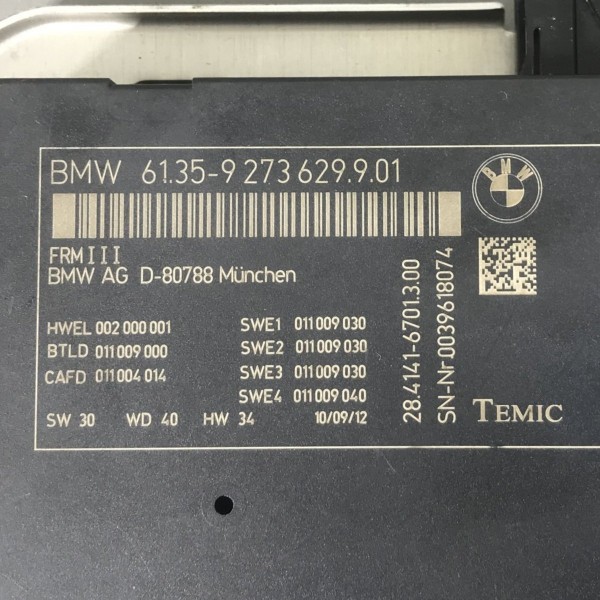 BMW 61.35-9 273 629.9.01
FRM III
BMW AG D-80788 München
HWEL 002 000 001
BTLD 011 009 000
CAFD 011 004 014
SWE1 011 009 030
SWE2 011 009 030
SWE3 011 009 030
SWE4 011 009 040
SW 30 WD 40 HW 34 10/09/12
28.4141-6701.3.00
SN-Nr.0039618074
BMW
TEMIC